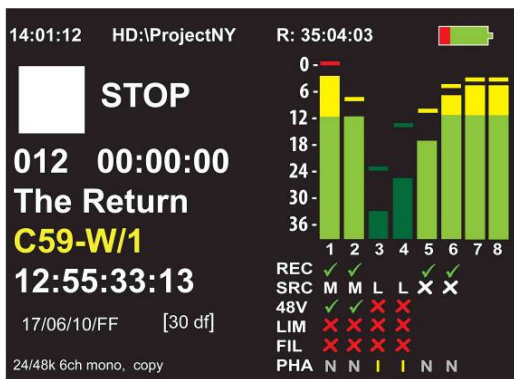 14:01:12 HD:\ProjectNY R: 35:04:03
STOP
012 00:00:00
The Return
C59-W/1
12:55:33:13
17/06/10/FF [30 df]
24/48k 6ch mono, copy
0-
6-
12-
18-
24-
30-
36-
1 2 3 4 5 6 7 8
REC ✓ ✓ ✓ ✓
SRC M M L L X X
48V ✓ ✓ X X
LIM X X X X
FIL X X X X
PHA N N I I N N